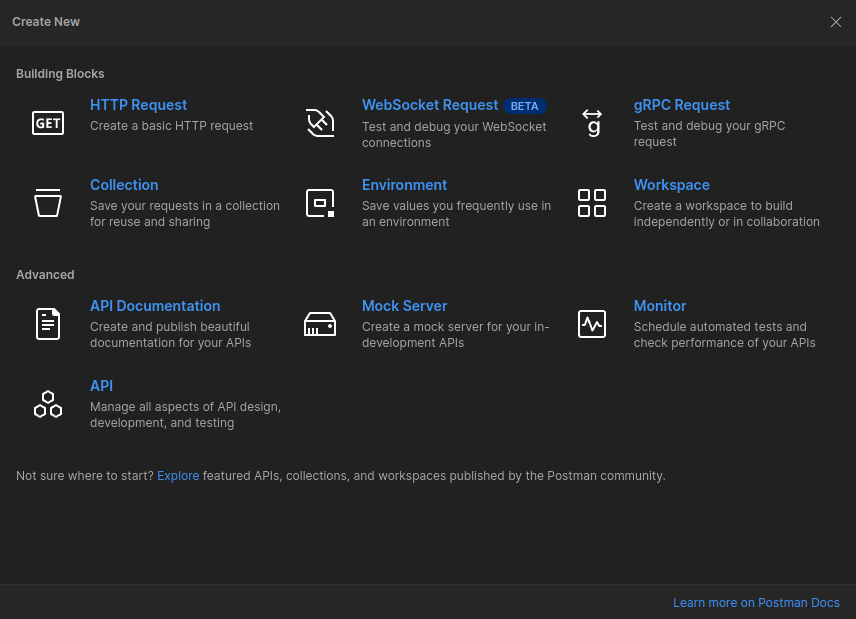 Create New
Building Blocks
GET
HTTP Request
Create a basic HTTP request
WebSocket Request BETA
Test and debug your WebSocket
connections
g
gRPC Request
Test and debug your gRPC
request
Collection
Save your requests in a collection
for reuse and sharing
Environment
Save values you frequently use in
an environment
Workspace
Create a workspace to build
independently or in collaboration
Advanced
API Documentation
Create and publish beautiful
documentation for your APIs
Mock Server
Create a mock server for your in-
development APIs
Monitor
Schedule automated tests and
check performance of your APIs
API
Manage all aspects of API design,
development, and testing
Not sure where to start? Explore featured APIs, collections, and workspaces published by the Postman community.
Learn more on Postman Docs